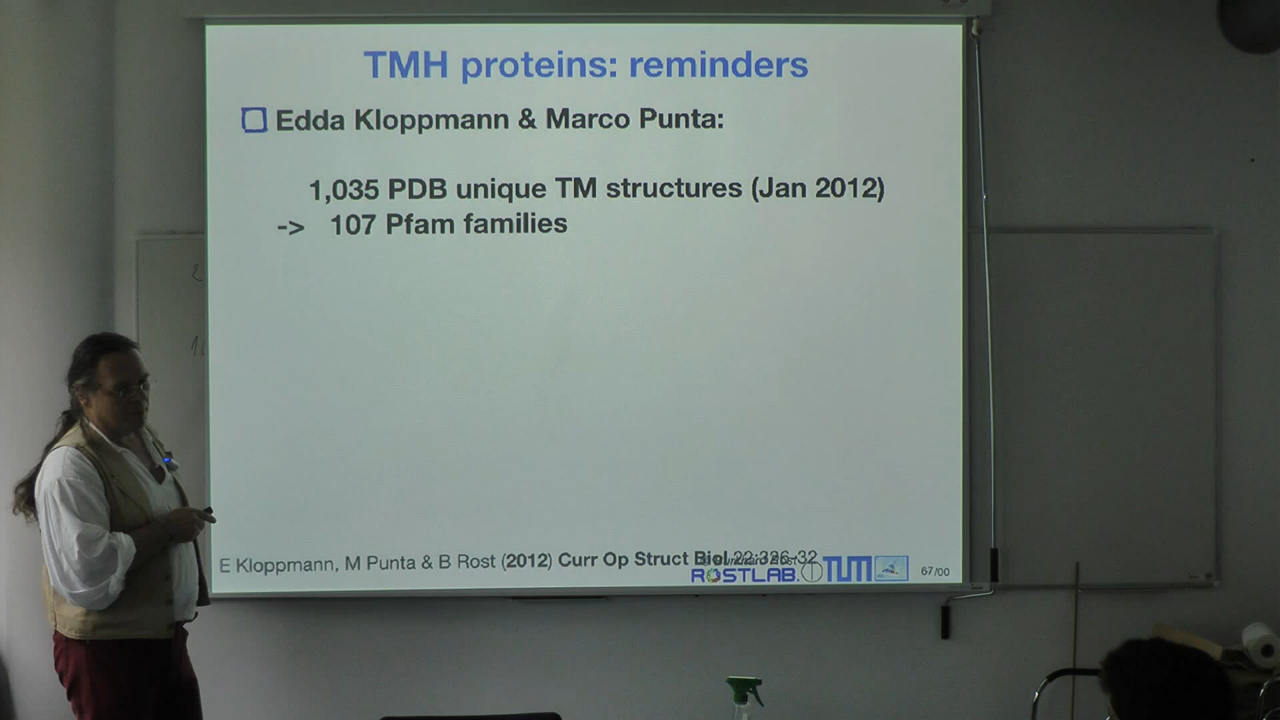 TMH proteins: reminders
Edda Kloppmann & Marco Punta:
1,035 PDB unique TM structures (Jan 2012)
-> 107 Pfam families
E Kloppmann, M Punta & B Rost (2012) Curr Op Struct Biol 22:326-32
ROSTLAB TUM
67/00